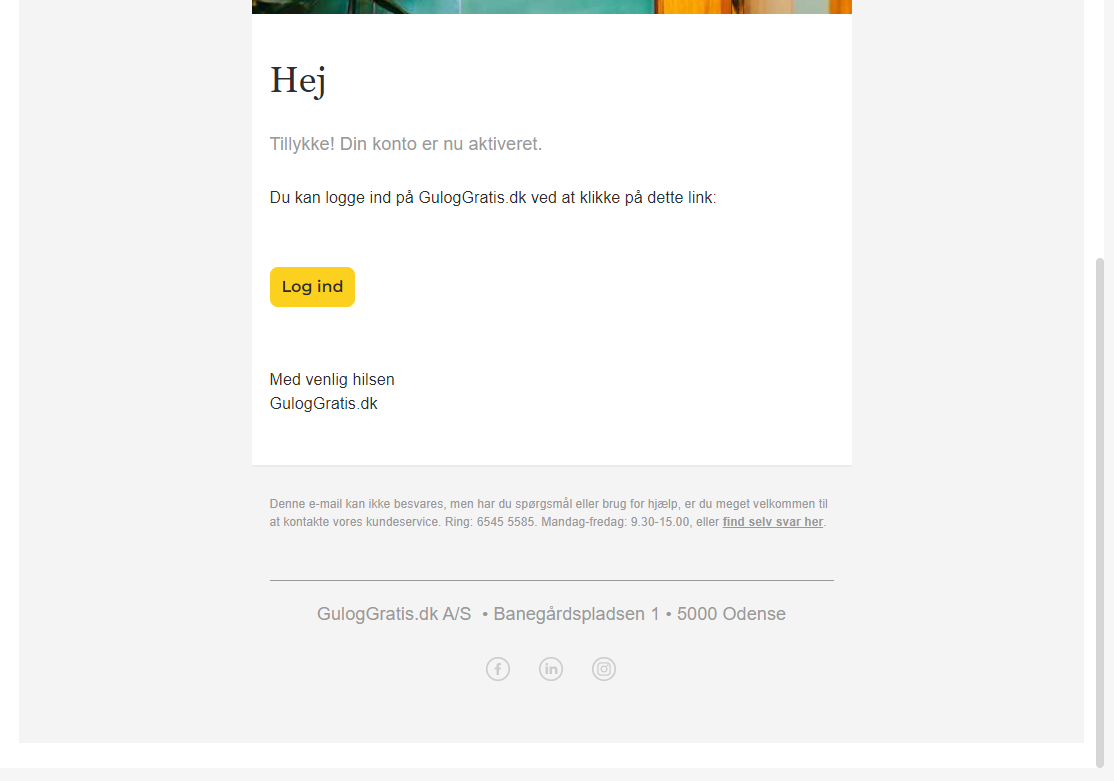 Hej
Tillykke! Din konto er nu aktiveret.
Du kan logge ind på GulogGratis.dk ved at klikke på dette link:
Log ind
Med venlig hilsen
GulogGratis.dk
Denne e-mail kan ikke besvares, men har du spørgsmål eller brug for hjælp, er du meget velkommen til
at kontakte vores kundeservice. Ring: 6545 5585. Mandag-fredag: 9.30-15.00, eller find selv svar her.
GulogGratis.dk A/S • Banegårdspladsen 1 • 5000 Odense